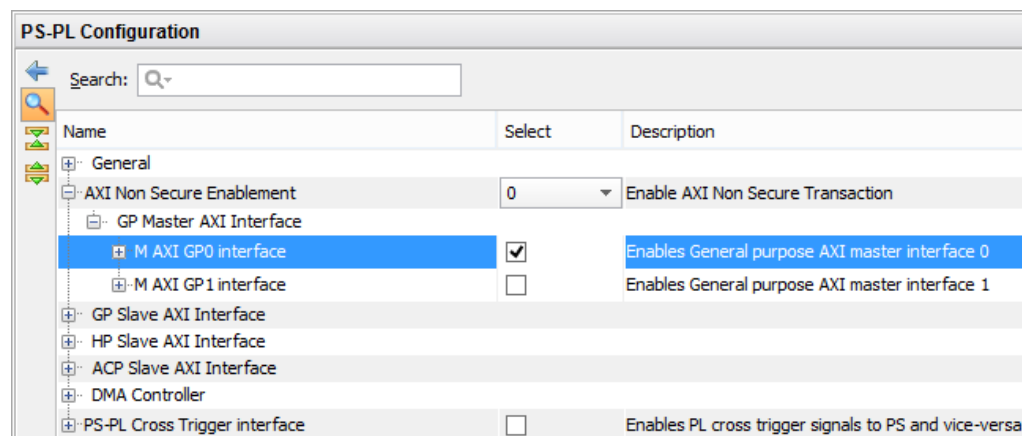 PS-PL Configuration
Search:
Name Select Description
General
AXI Non Secure Enablement 0 Enable AXI Non Secure Transaction
GP Master AXI Interface
M AXI GP0 interface Enables General purpose AXI master interface 0
M AXI GP1 interface Enables General purpose AXI master interface 1
GP Slave AXI Interface
HP Slave AXI Interface
ACP Slave AXI Interface
DMA Controller
PS-PL Cross Trigger interface Enables PL cross trigger signals to PS and vice-versa